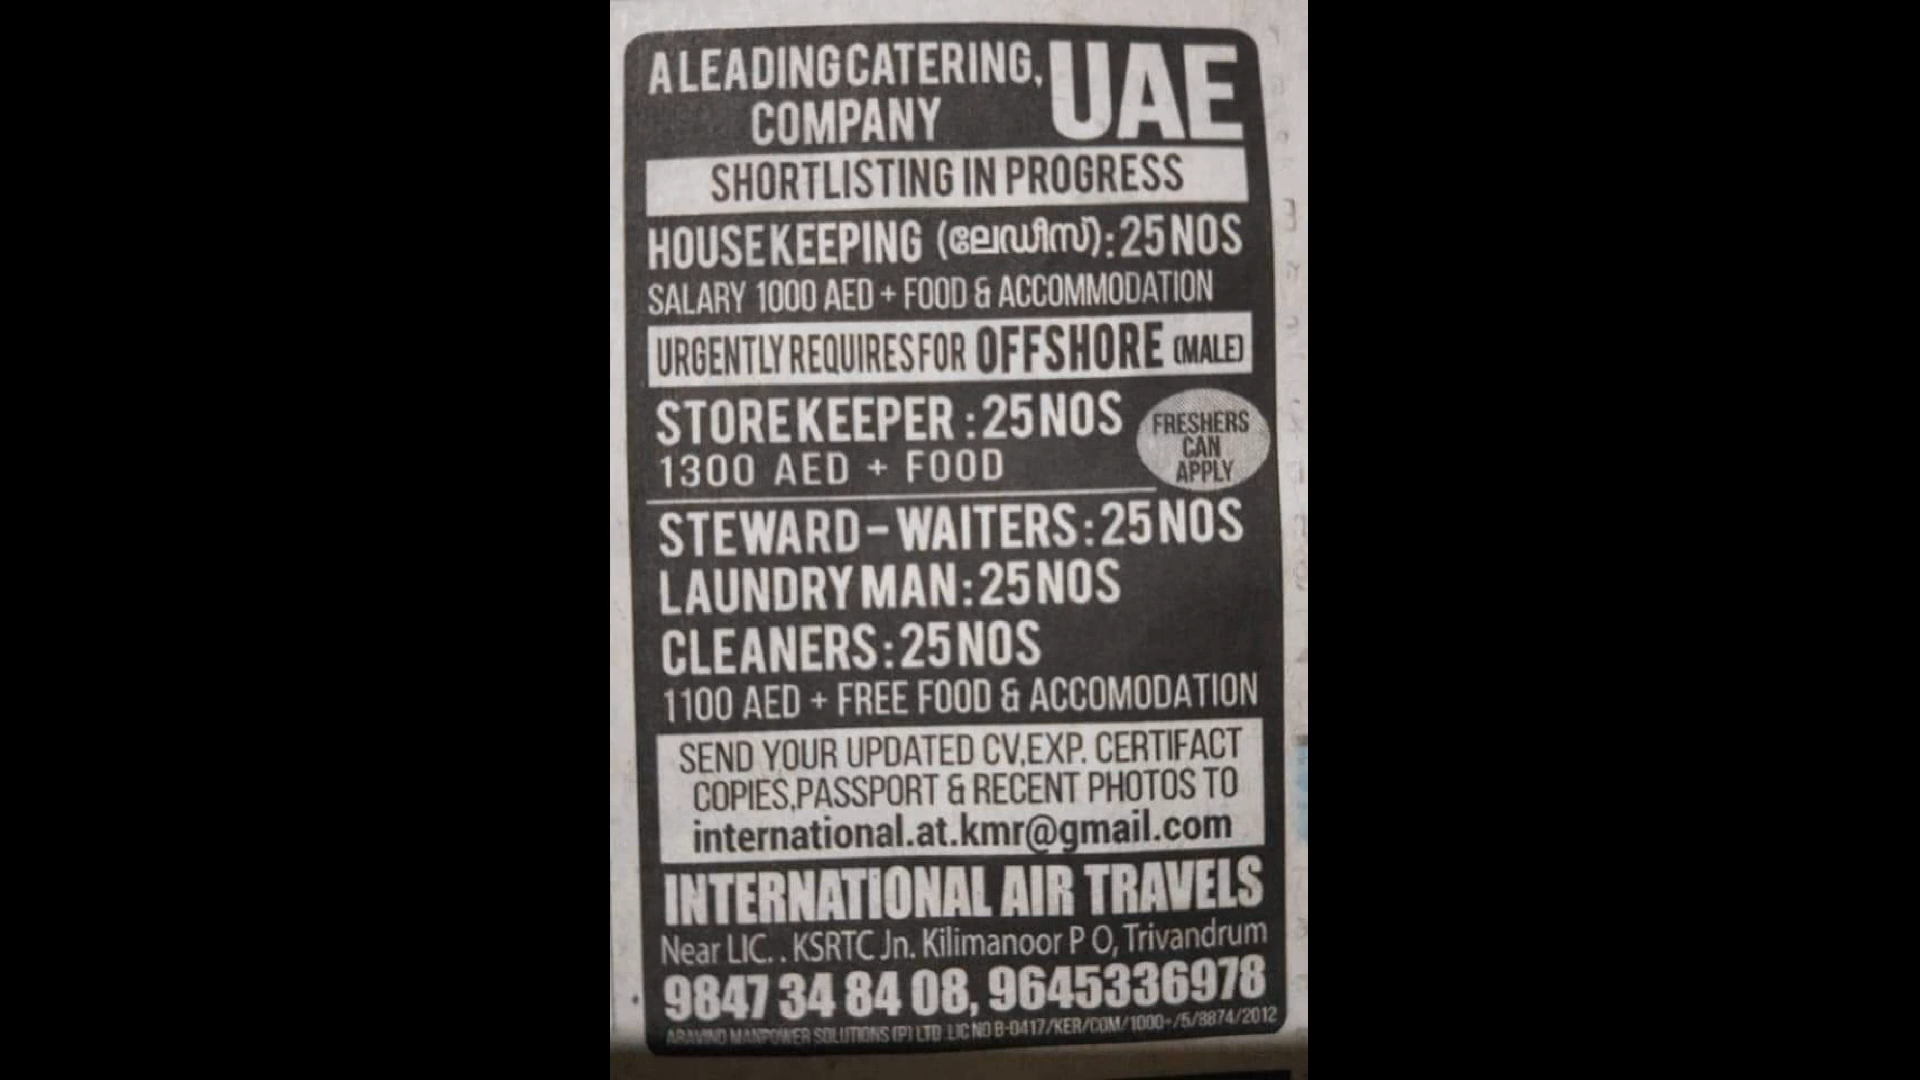 A LEADING CATERING,
COMPANY
UAE
SHORTLISTING IN PROGRESS
HOUSEKEEPING (ലേഡീസ്):25 NOS
SALARY 1000 AED + FOOD & ACCOMMODATION
URGENTLY REQUIRES FOR OFFSHORE (MALE)
STOREKEEPER : 25 NOS
1300 AED + FOOD
FRESHERS
CAN
APPLY
STEWARD - WAITERS : 25 NOS
LAUNDRY MAN : 25 NOS
CLEANERS : 25 NOS
1100 AED + FREE FOOD & ACCOMODATION
SEND YOUR UPDATED CV,EXP. CERTIFACT
COPIES,PASSPORT & RECENT PHOTOS TO
international.at.kmr@gmail.com
INTERNATIONAL AIR TRAVELS
Near LIC. . KSRTC Jn. Kilimanoor P O, Trivandrum
9847 34 84 08, 9645336978
ARAVIND MANPOWER SOLUTIONS (P) LTD .LIC NO B-0417/KER/COM/1000+/5/8874/2012